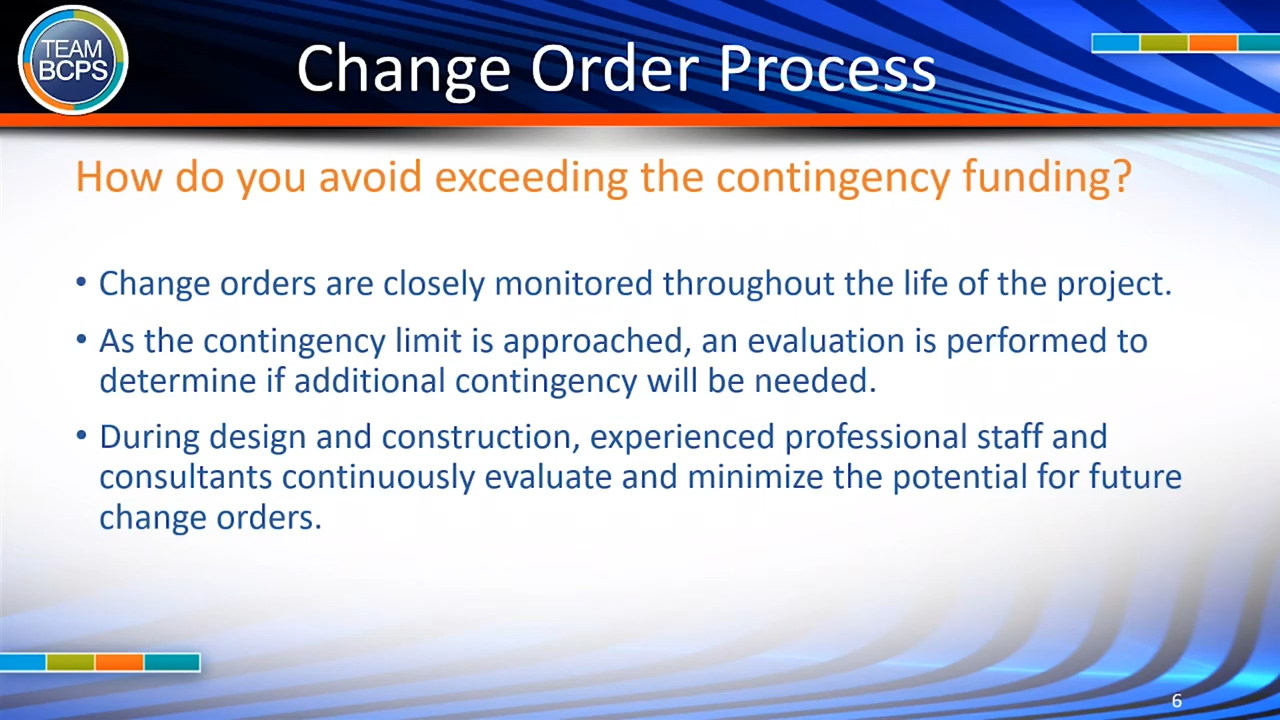 TEAM
BCPS
Change Order Process
How do you avoid exceeding the contingency funding?
• Change orders are closely monitored throughout the life of the project.
• As the contingency limit is approached, an evaluation is performed to
determine if additional contingency will be needed.
• During design and construction, experienced professional staff and
consultants continuously evaluate and minimize the potential for future
change orders.
6